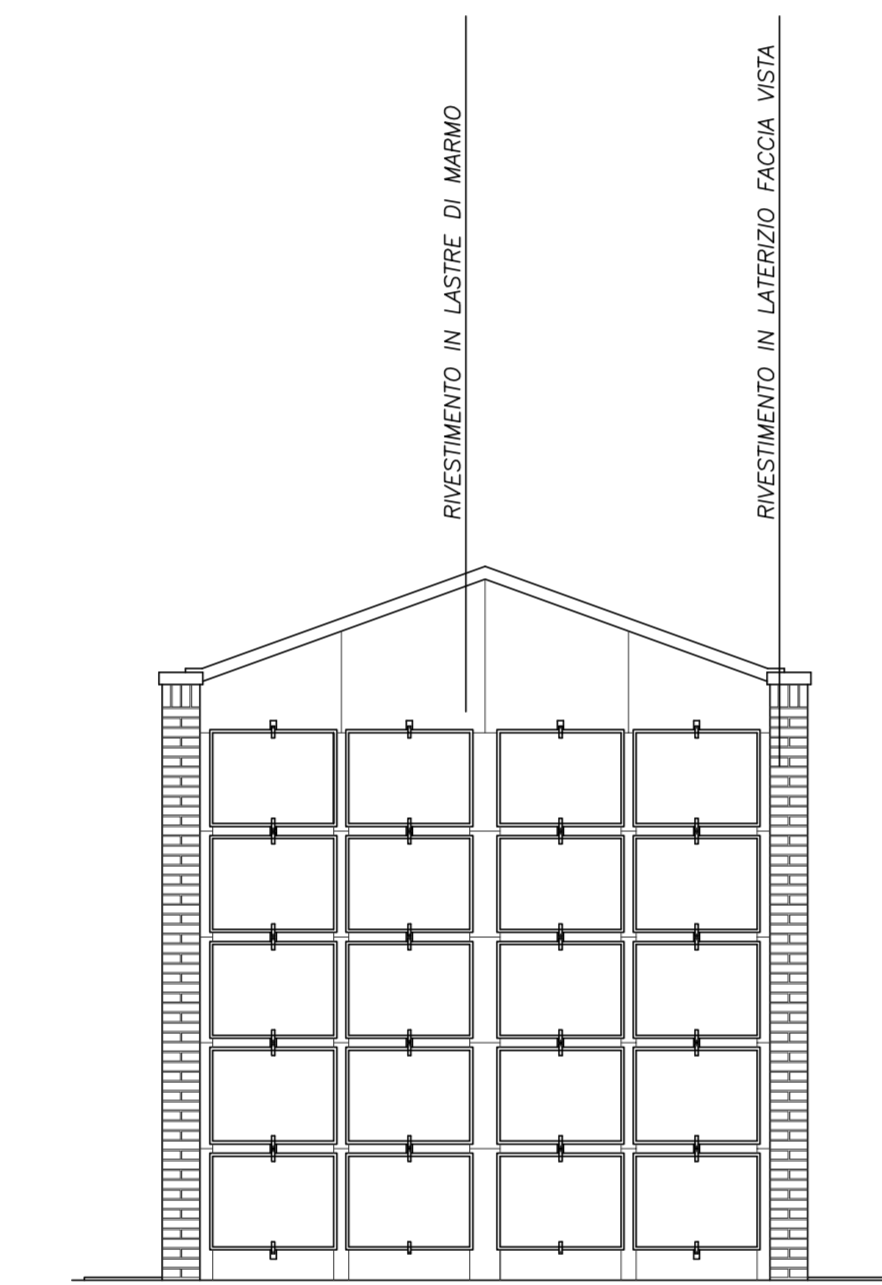 RIVESTIMENTO IN LASTRE DI MARMO
RIVESTIMENTO IN LATERIZIO FACCIA VISTA